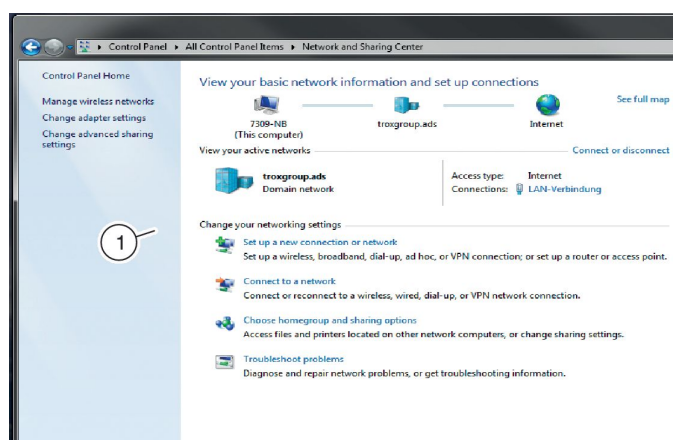 Control Panel ▸ All Control Panel Items ▸ Network and Sharing Center
Control Panel Home
Manage wireless networks
Change adapter settings
Change advanced sharing
settings
View your basic network information and set up connections
See full map
7309-NB
(This computer)
troxgroup.ads
Internet
View your active networks
Connect or disconnect
troxgroup.ads
Domain network
Access type: Internet
Connections: LAN-Verbindung
1
Change your networking settings
Set up a new connection or network
Set up a wireless, broadband, dial-up, ad hoc, or VPN connection; or set up a router or access point.
Connect to a network
Connect or reconnect to a wireless, wired, dial-up, or VPN network connection.
Choose homegroup and sharing options
Access files and printers located on other network computers, or change sharing settings.
Troubleshoot problems
Diagnose and repair network problems, or get troubleshooting information.